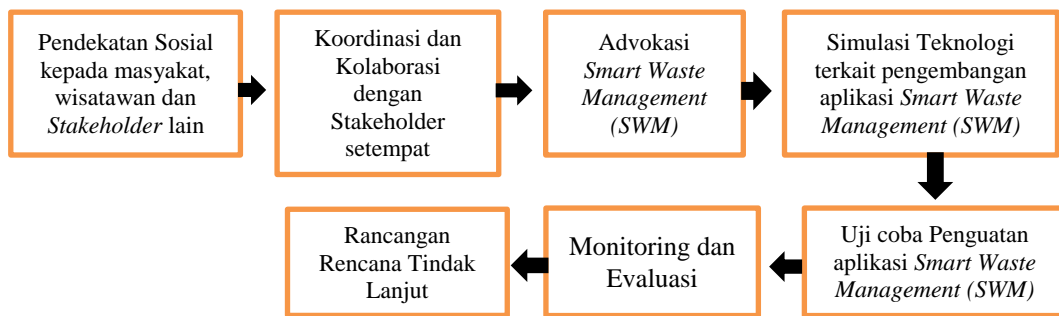 Pendekatan Sosial
kepada masyakat,
wisatawan dan
Stakeholder lain
Koordinasi dan
Kolaborasi
dengan
Stakeholder
setempat
Advokasi
Smart Waste
Management
(SWM)
Simulasi Teknologi
terkait pengembangan
aplikasi Smart Waste
Management (SWM)
Uji coba Penguatan
aplikasi Smart Waste
Management (SWM)
Monitoring dan
Evaluasi
Rancangan
Rencana Tindak
Lanjut